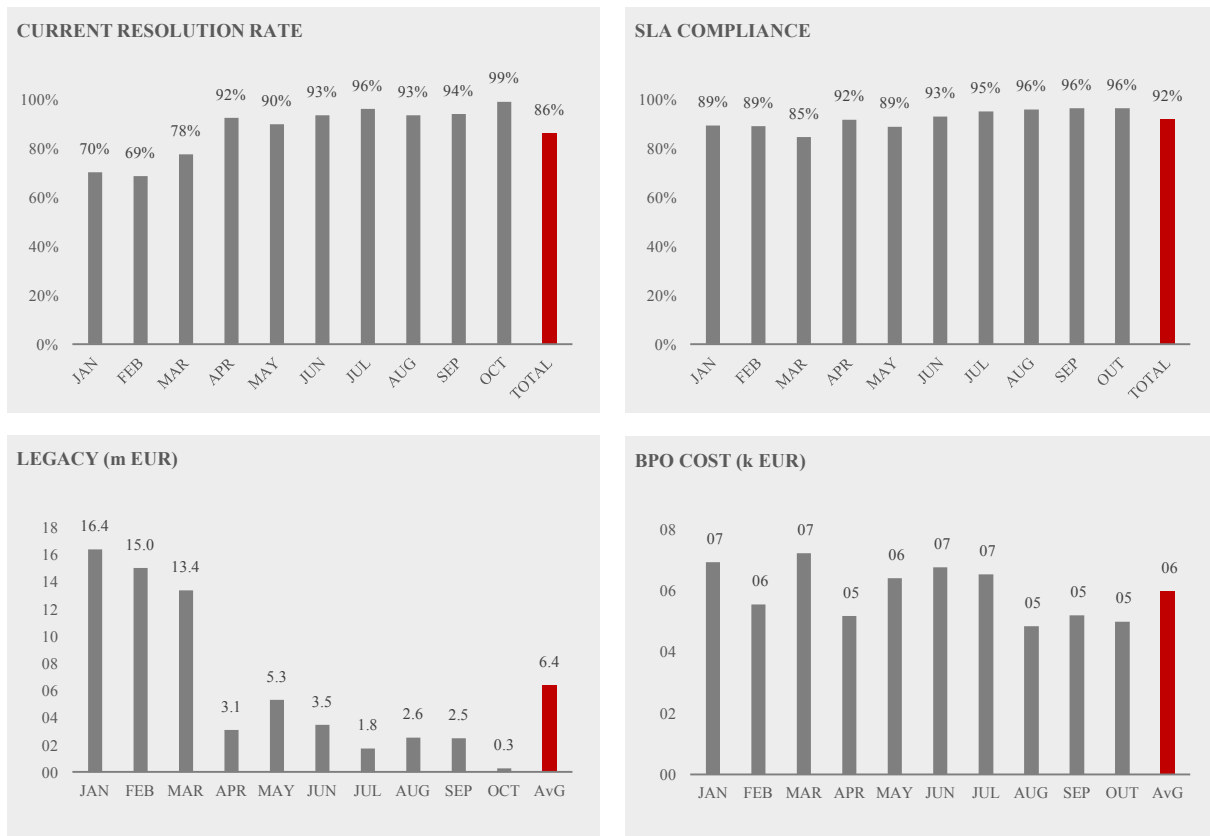 CURRENT RESOLUTION RATE
100%
80%
60%
40%
20%
0%
70% 69% 78% 92% 90% 93% 96% 93% 94% 99% 86%
JAN FEB MAR APR MAY JUN JUL AUG SEP OCT TOTAL
SLA COMPLIANCE
100%
80%
60%
40%
20%
0%
89% 89% 85% 92% 89% 93% 95% 96% 96% 96% 92%
JAN FEB MAR APR MAY JUN JUL AUG SEP OUT TOTAL
LEGACY (m EUR)
18
16
14
12
10
08
06
04
02
00
16.4 15.0 13.4 3.1 5.3 3.5 1.8 2.6 2.5 0.3 6.4
JAN FEB MAR APR MAY JUN JUL AUG SEP OCT AvG
BPO COST (k EUR)
08
06
04
02
00
07 06 07 05 06 07 07 05 05 05 06
JAN FEB MAR APR MAY JUN JUL AUG SEP OUT AvG